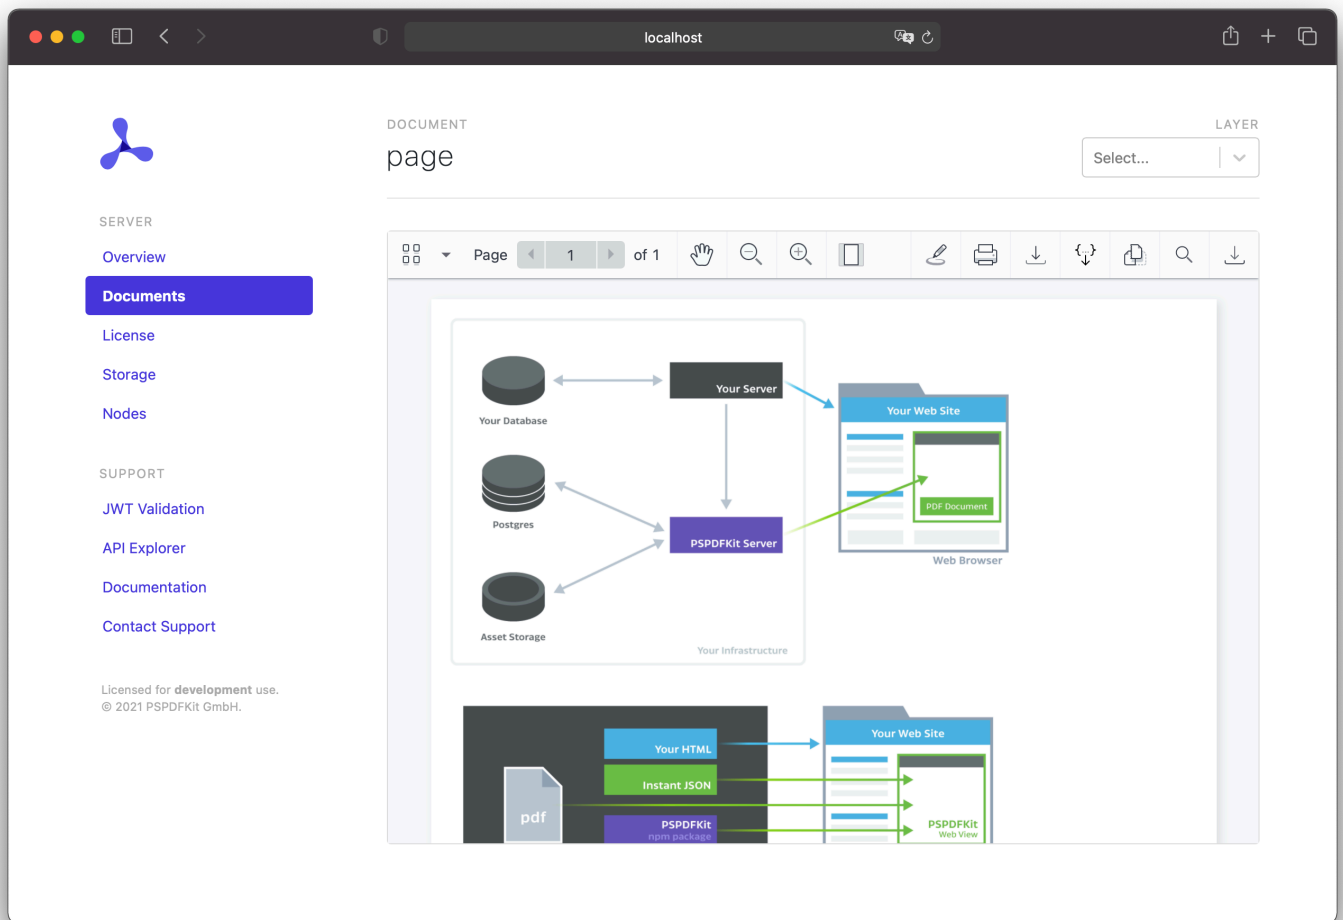 localhost
SERVER
Overview
Documents
License
Storage
Nodes
SUPPORT
JWT Validation
API Explorer
Documentation
Contact Support
Licensed for development use.
© 2021 PSPDFKit GmbH.
DOCUMENT
page
LAYER
Select...
Page 1 of 1
Your Server
Your Database
Your Web Site
Postgres
PDF Document
PSPDFKit Server
Web Browser
Asset Storage
Your Infrastructure
Your HTML
Your Web Site
Instant JSON
pdf
PSPDFKit
npm package
PSPDFKit
Web View